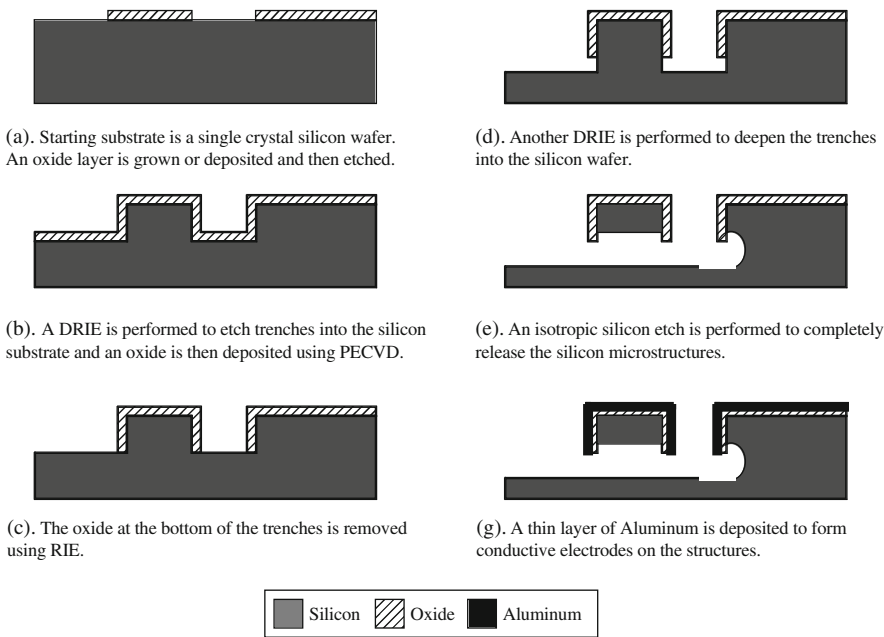 (a). Starting substrate is a single crystal silicon wafer.
An oxide layer is grown or deposited and then etched.
(b). A DRIE is performed to etch trenches into the silicon
substrate and an oxide is then deposited using PECVD.
(c). The oxide at the bottom of the trenches is removed
using RIE.
(d). Another DRIE is performed to deepen the trenches
into the silicon wafer.
(e). An isotropic silicon etch is performed to completely
release the silicon microstructures.
(g). A thin layer of Aluminum is deposited to form
conductive electrodes on the structures.
Silicon
Oxide
Aluminum